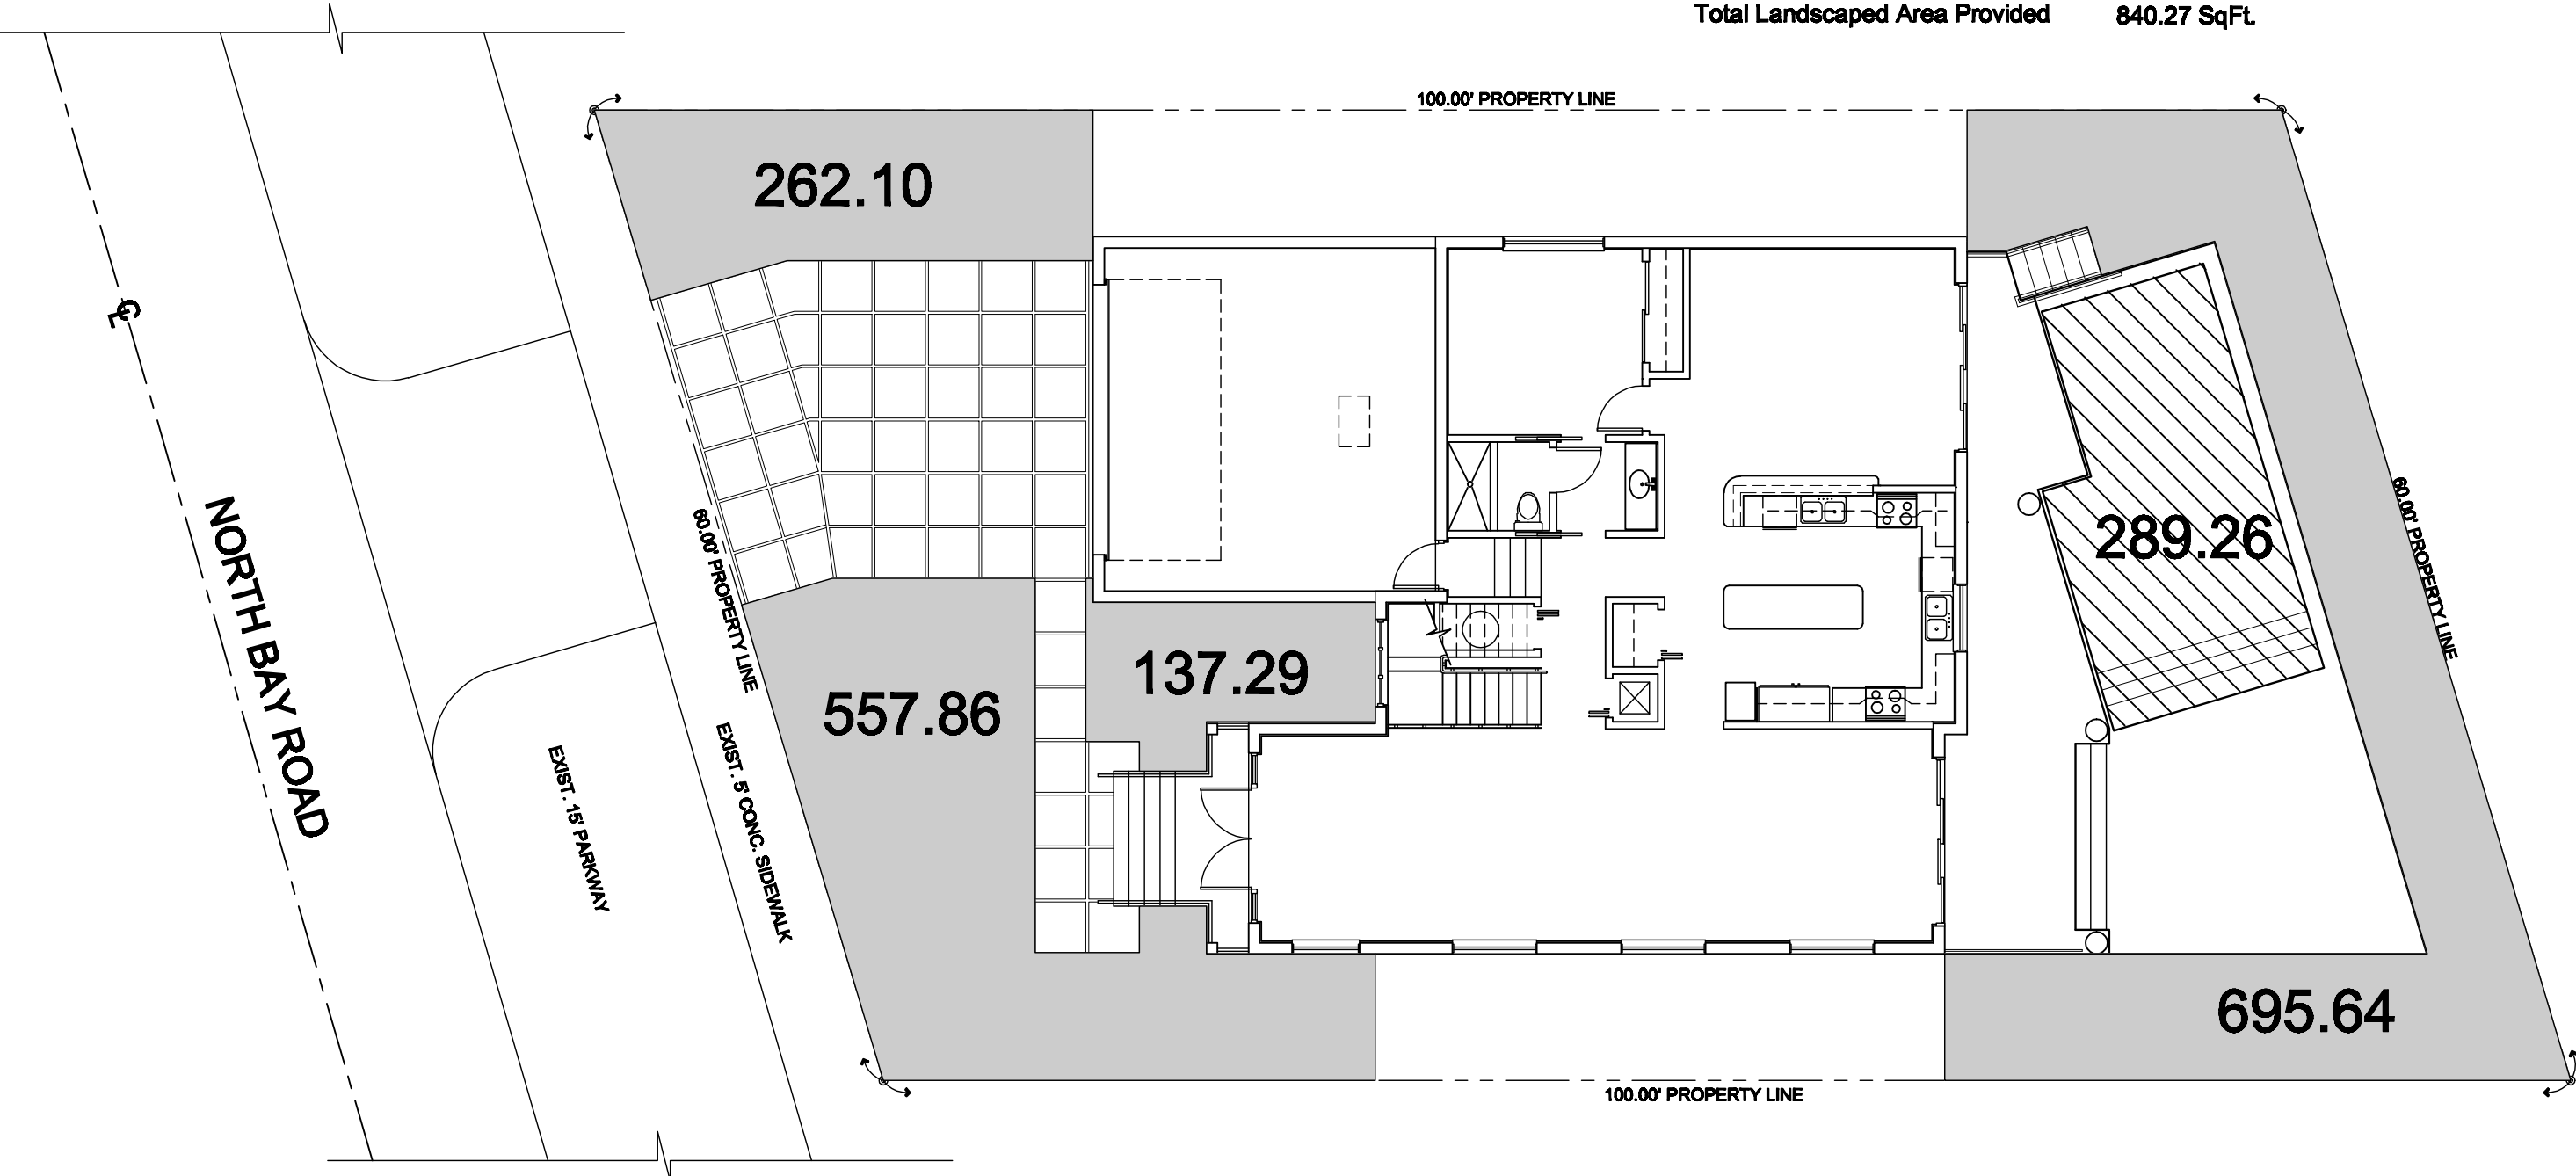 Total Landscaped Area Provided 840.27 SqFt.
100.00' PROPERTY LINE
262.10
CL
NORTH BAY ROAD
60.00' PROPERTY LINE
289.26
60.00' PROPERTY LINE
137.29
557.86
EXIST. 15' PARKWAY
EXIST. 5' CONC. SIDEWALK
695.64
100.00' PROPERTY LINE